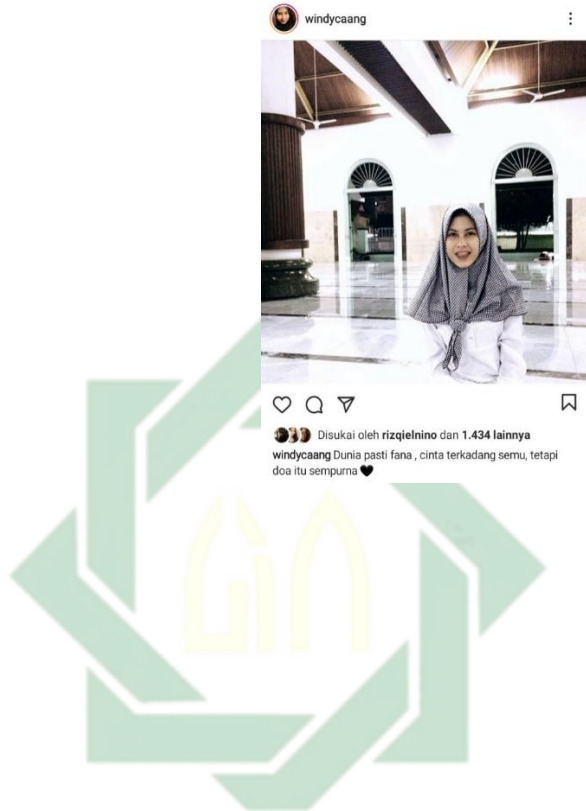 windycaang
Disukai oleh rizqielnino dan 1.434 lainnya
windycaang Dunia pasti fana , cinta terkadang semu, tetapi
doa itu sempurna 🖤